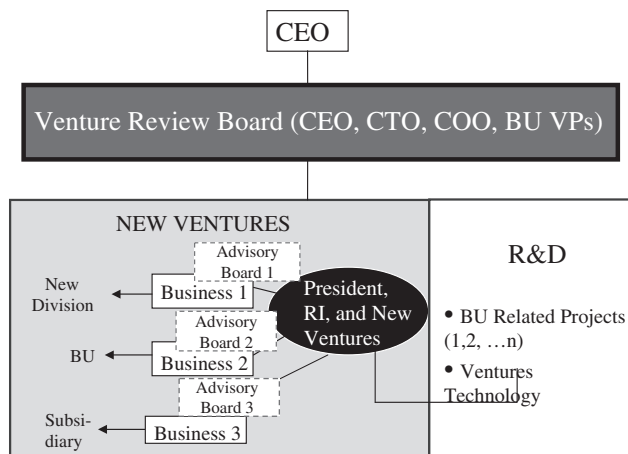 CEO
Venture Review Board (CEO, CTO, COO, BU VPs)
NEW VENTURES
Advisory
Board 1
New
Division
Business 1
Advisory
Board 2
BU
Business 2
Advisory
Board 3
Subsi-
diary
Business 3
President,
RI, and New
Ventures
R&D
• BU Related Projects
(1,2, …n)
• Ventures
Technology